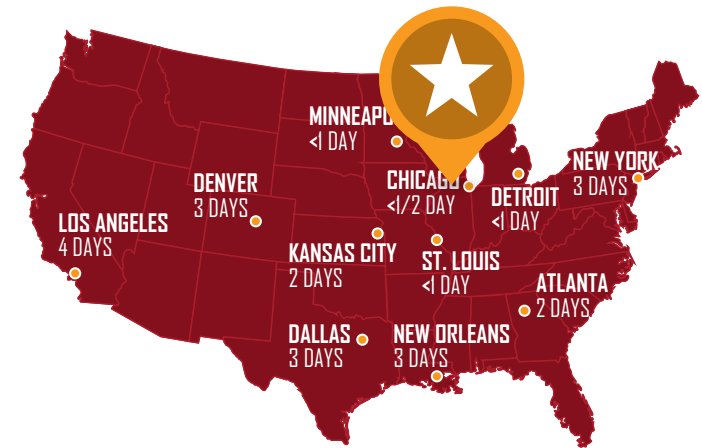 MINNEAPO
<1 DAY
CHICAGO
<1/2 DAY
DETROIT
<1 DAY
NEW YORK
3 DAYS
DENVER
3 DAYS
LOS ANGELES
4 DAYS
KANSAS CITY
2 DAYS
ST. LOUIS
<1 DAY
ATLANTA
2 DAYS
DALLAS
3 DAYS
NEW ORLEANS
3 DAYS